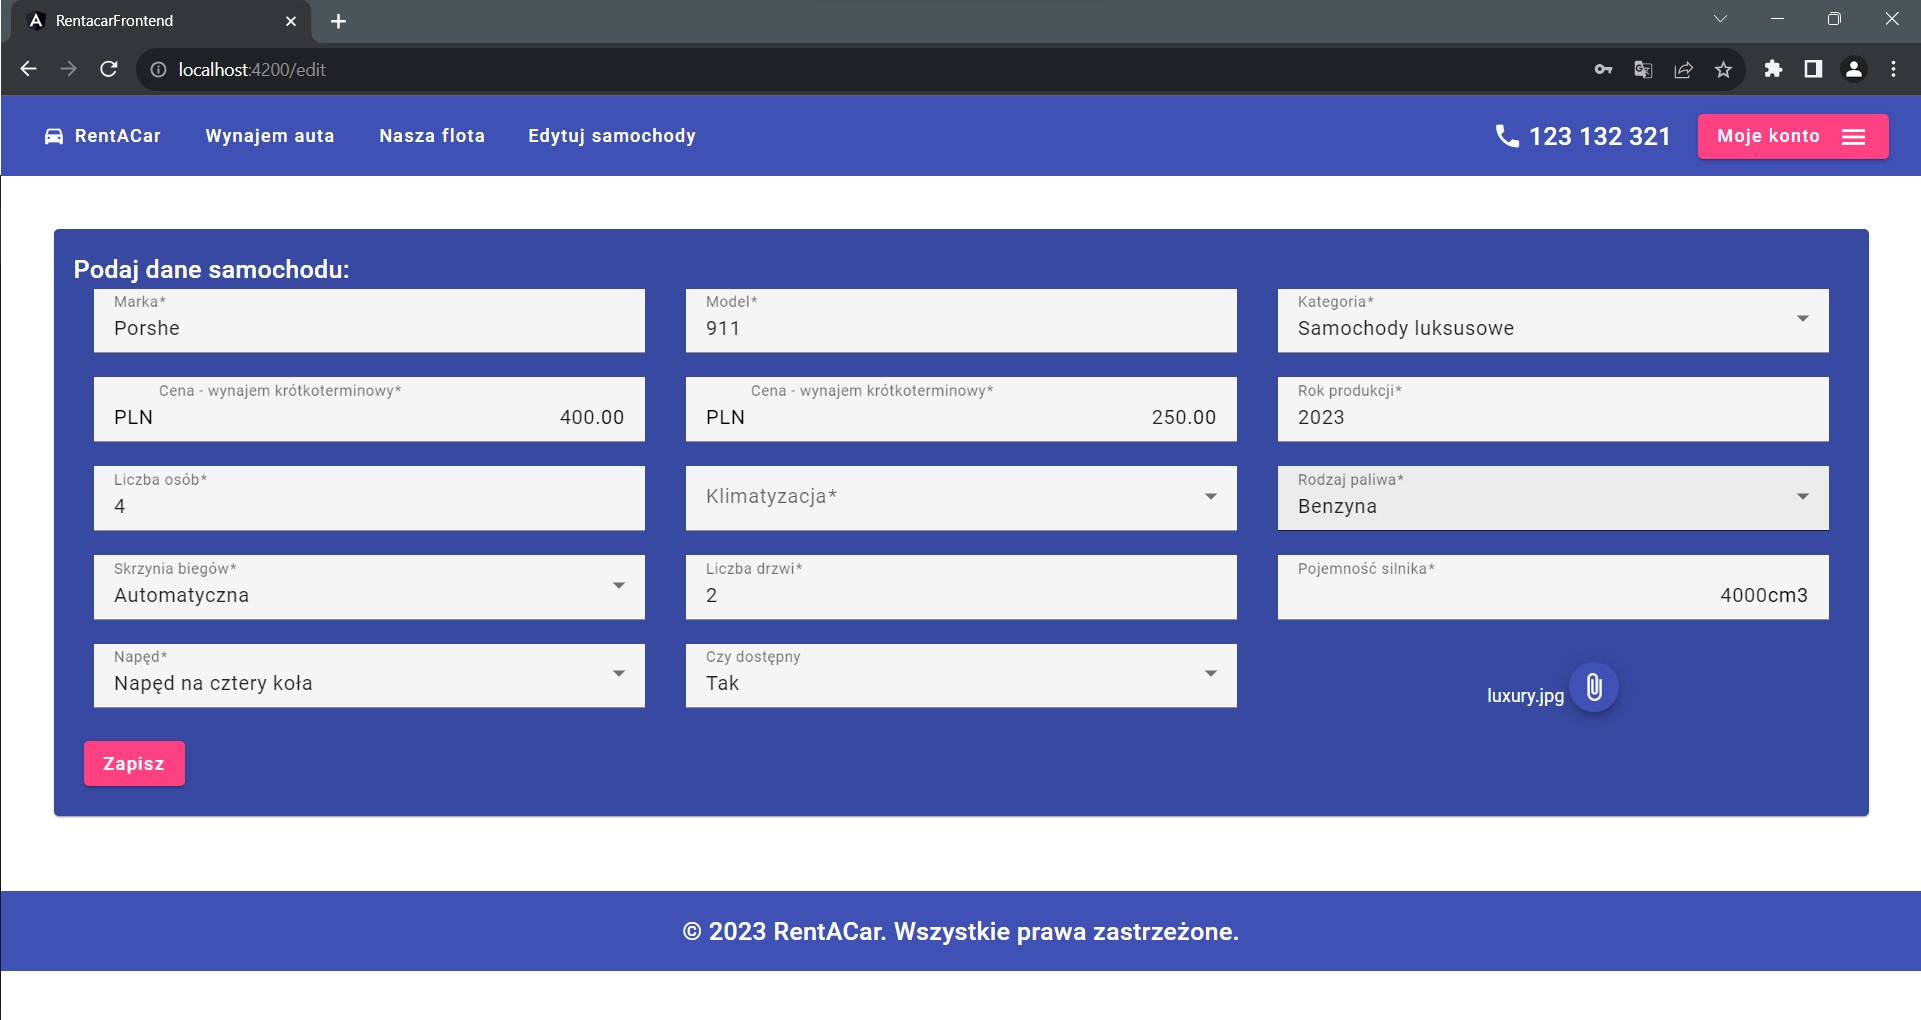 RentacarFrontend
localhost:4200/edit
RentACar Wynajem auta Nasza flota Edytuj samochody 123 132 321 Moje konto
Podaj dane samochodu:
Marka* Model* Kategoria*
Porshe 911 Samochody luksusowe
Cena - wynajem krótkoterminowy* Cena - wynajem krótkoterminowy* Rok produkcji*
PLN 400.00 PLN 250.00 2023
Liczba osób* Klimatyzacja* Rodzaj paliwa*
4 Benzyna
Skrzynia biegów* Liczba drzwi* Pojemność silnika*
Automatyczna 2 4000cm3
Napęd* Czy dostępny
Napęd na cztery koła Tak luxury.jpg
Zapisz
© 2023 RentACar. Wszystkie prawa zastrzeżone.